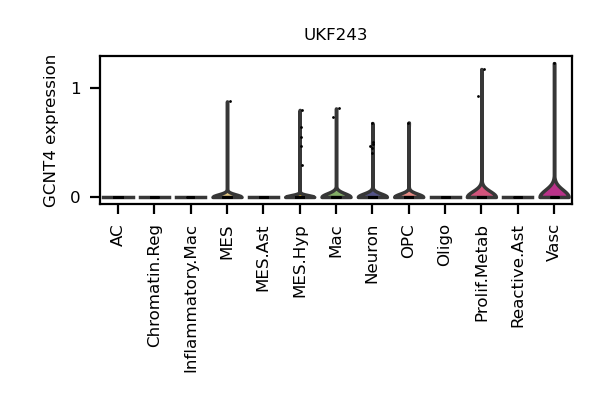 UKF243
GCNT4 expression
1
0
AC
Chromatin.Reg
Inflammatory.Mac
MES
MES.Ast
MES.Hyp
Mac
Neuron
OPC
Oligo
Prolif.Metab
Reactive.Ast
Vasc